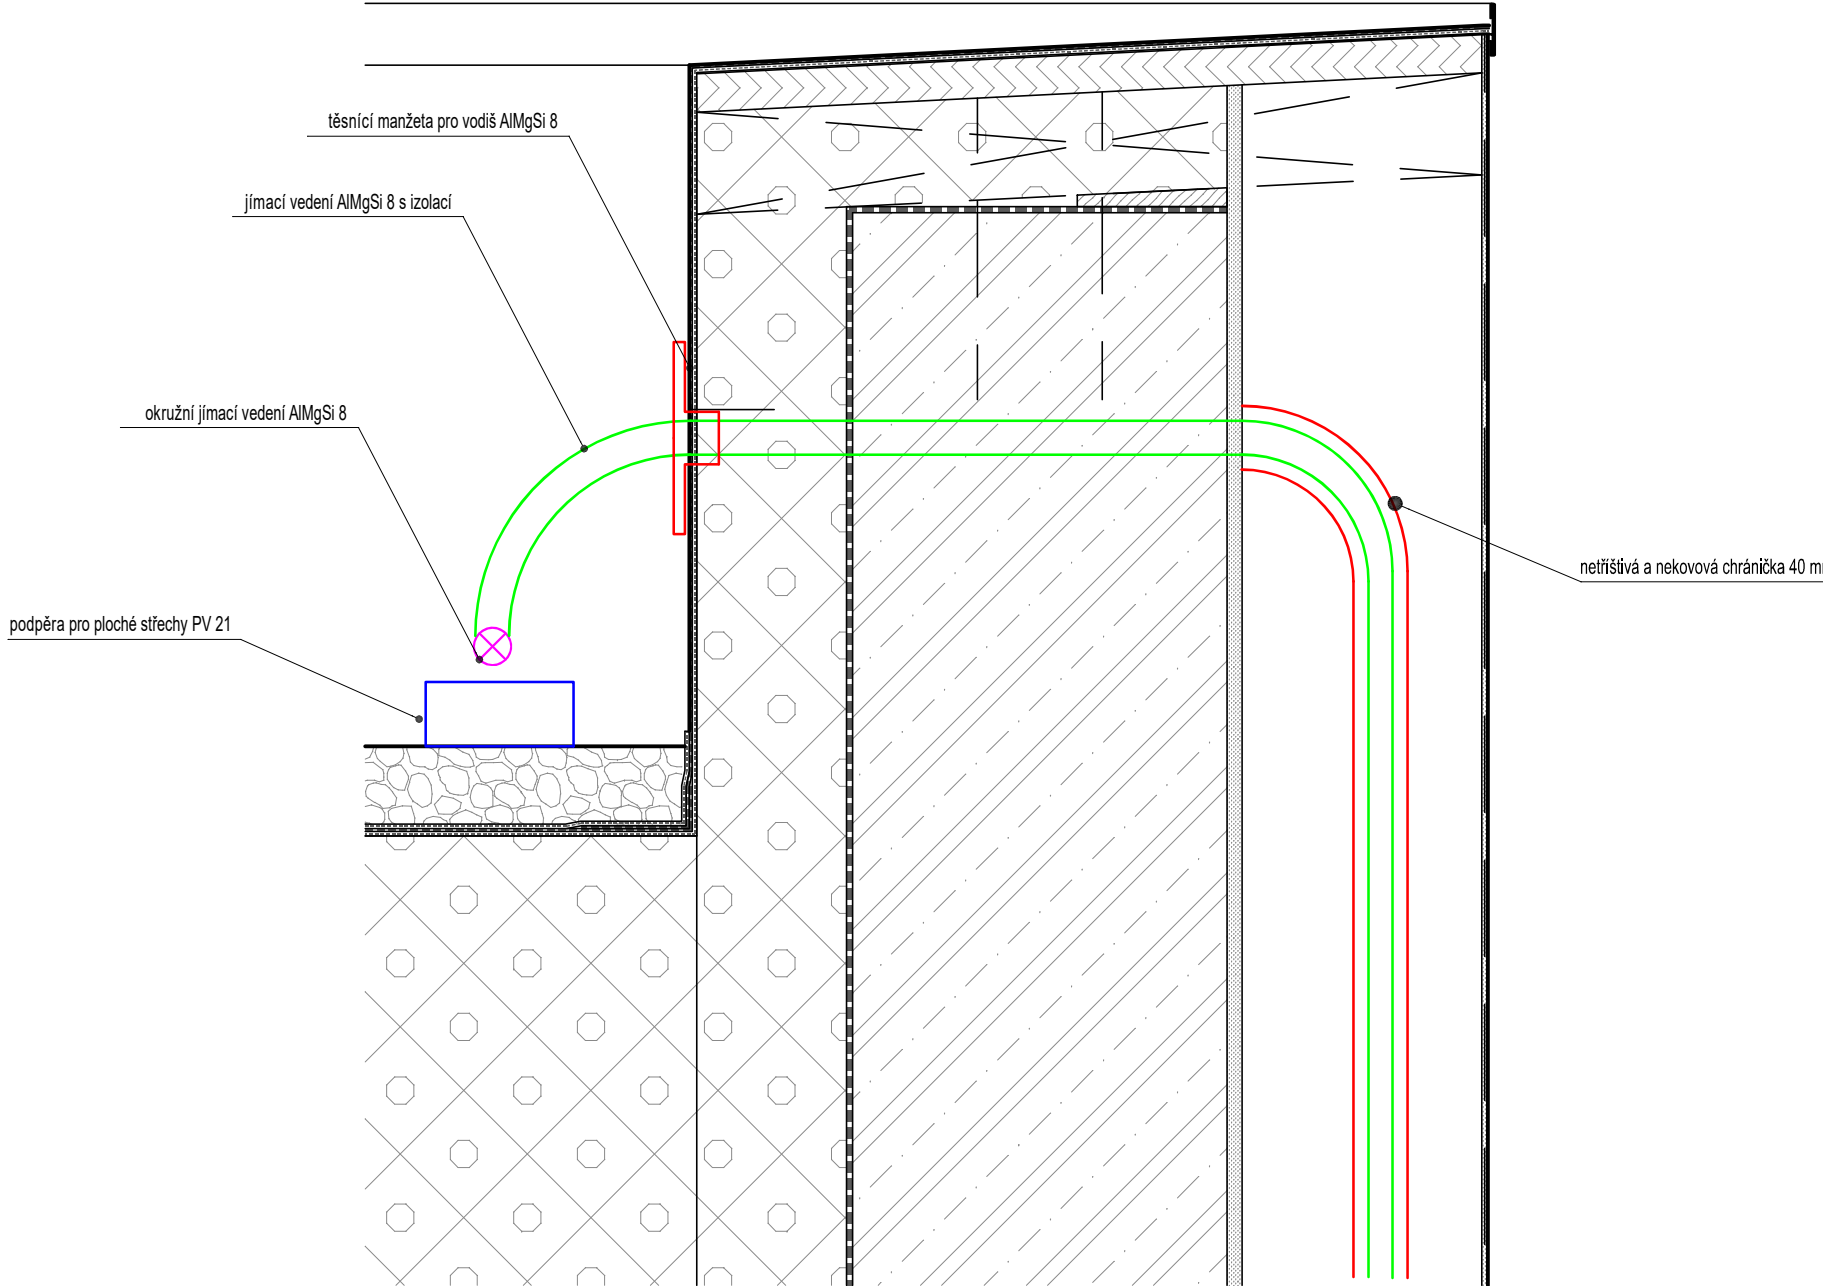 těsnící manžeta pro vodiš AlMgSi 8
jímací vedení AlMgSi 8 s izolací
okružní jímací vedení AlMgSi 8
netříštivá a nekovová chránička 40 m
podpěra pro ploché střechy PV 21